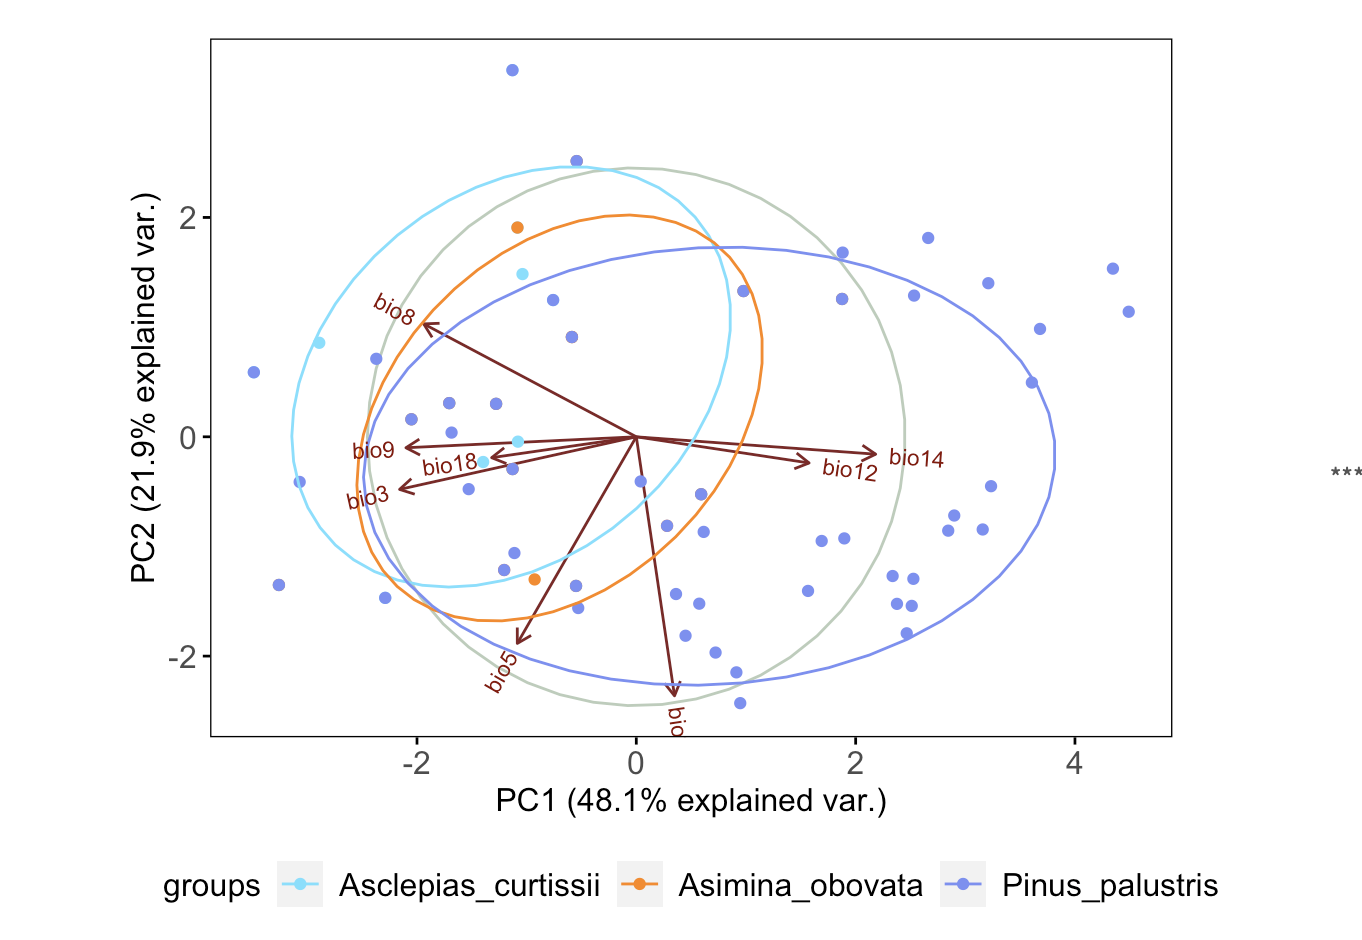 PC2 (21.9% explained var.)
2
0
-2
bio8
bio9
bio18
bio3
bio14
bio12
bio5
bio
***
-2 0 2 4
PC1 (48.1% explained var.)
groups Asclepias_curtissii Asimina_obovata Pinus_palustris